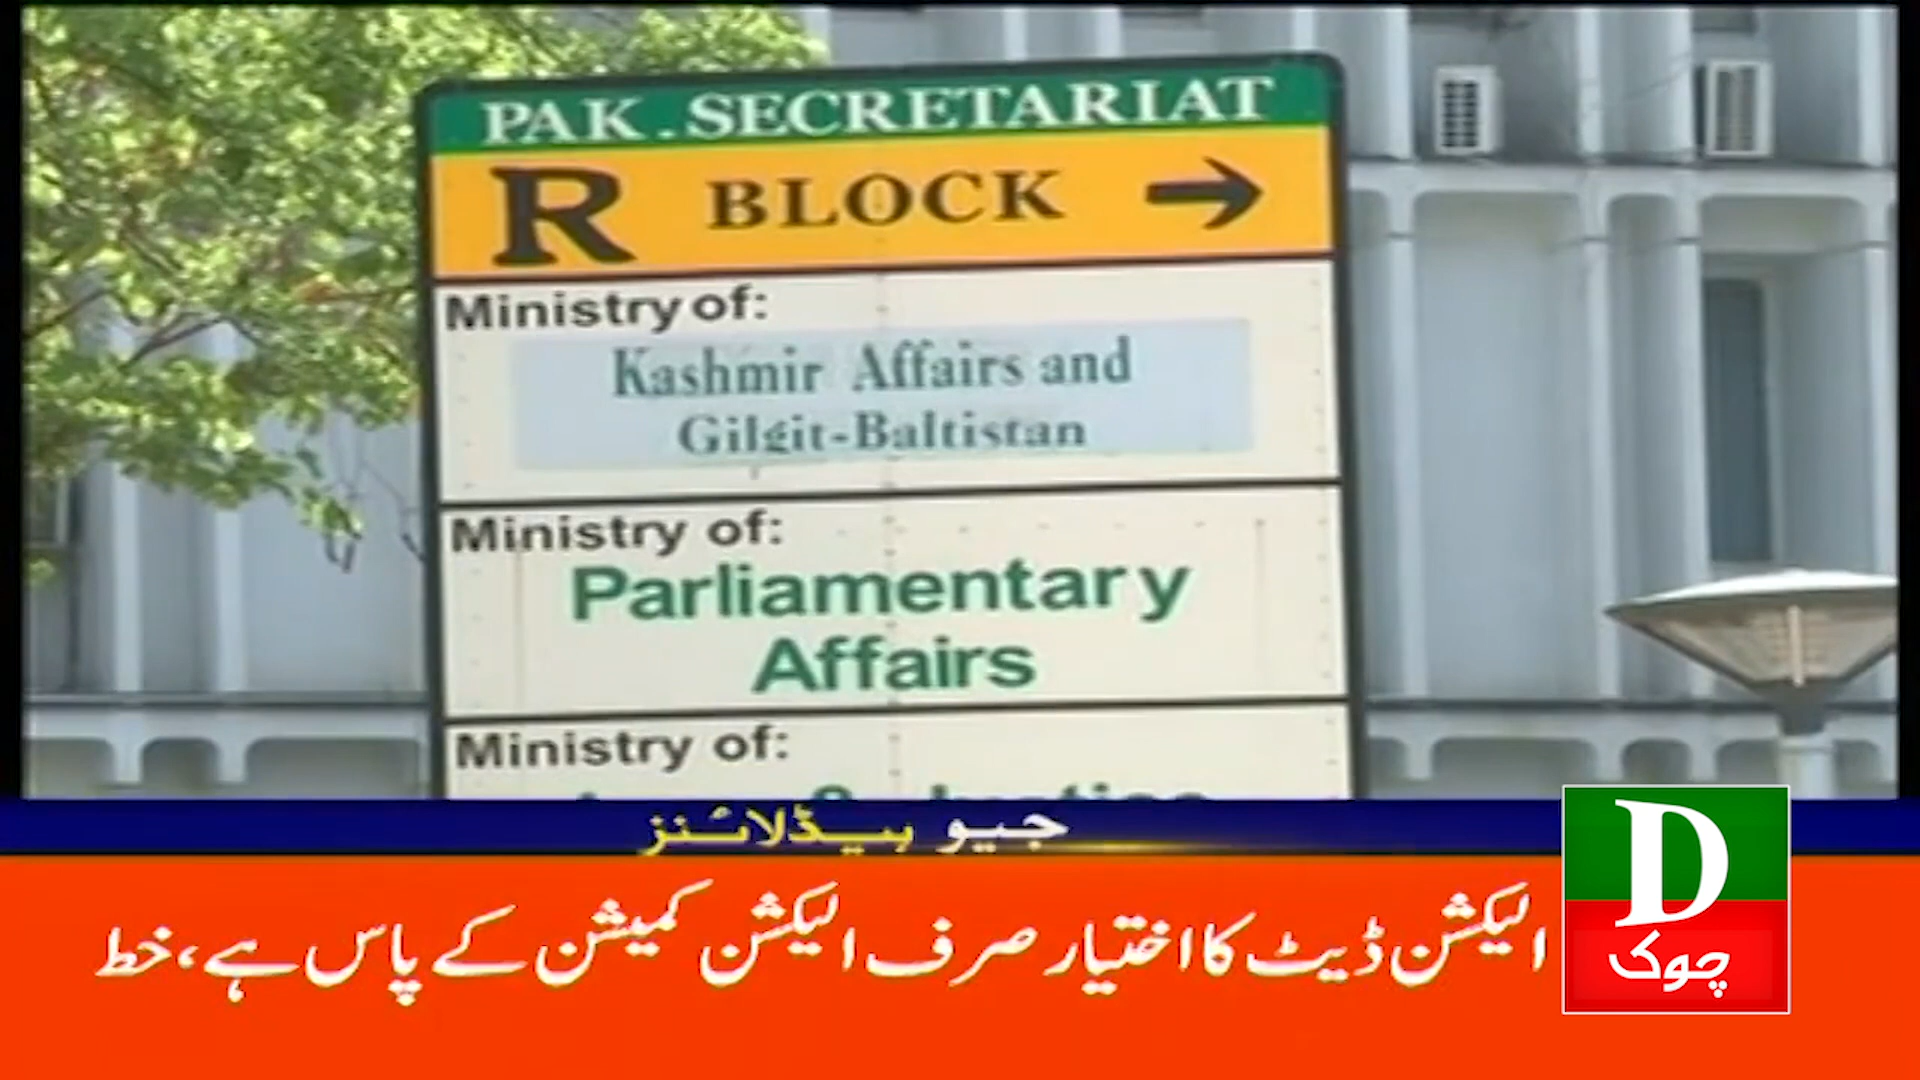 PAK. SECRETARIAT
R BLOCK
Ministry of:
Kashmir Affairs and
Gilgit-Baltistan
Ministry of:
Parliamentary
Affairs
Ministry of:
جیو ہیڈلائنز
الیکشن ڈیٹ کا اختیار صرف الیکشن کمیشن کے پاس ہے، خط
D
چوک